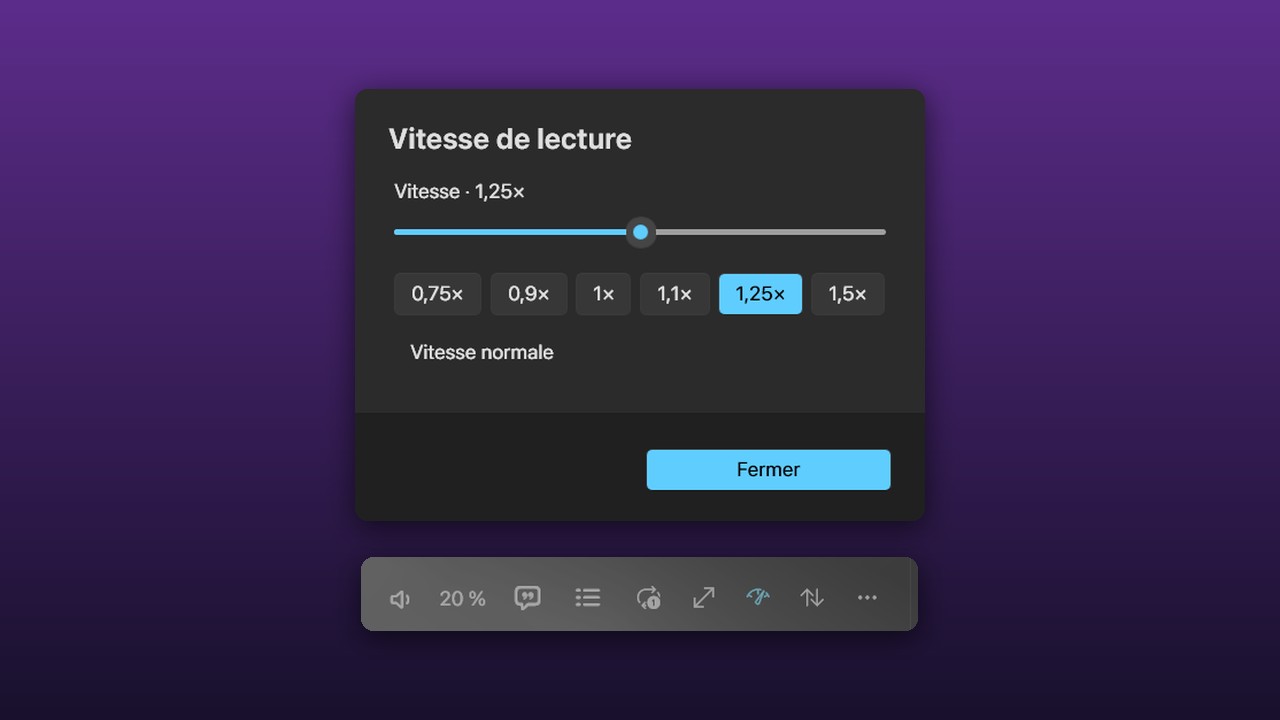 Vitesse de lecture
Vitesse · 1,25×
0,75× 0,9× 1× 1,1× 1,25× 1,5×
Vitesse normale
Fermer
20 %